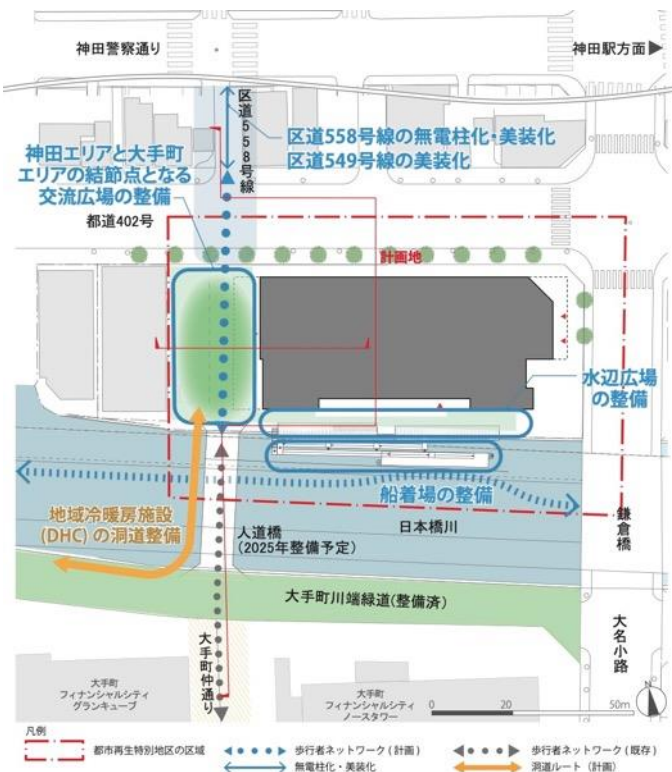 神田警察通り
神田駅方面▶
区道558号線
区道558号線の無電柱化・美装化
区道549号線の美装化
神田エリアと大手町
エリアの結節点となる
交流広場の整備
都道402号
計画地
水辺広場
の整備
船着場の整備
地域冷暖房施設
(DHC)の洞道整備
人道橋
(2025年整備予定)
日本橋川
鎌倉橋
大手町川端緑道(整備済)
大手町仲通り
大名小路
大手町
フィナンシャルシティ
グランキューブ
大手町
フィナンシャルシティ
ノースタワー
0 20 50m
N
凡例
都市再生特別地区の区域
歩行者ネットワーク(計画)
歩行者ネットワーク(既存)
無電柱化・美装化
洞道ルート(計画)